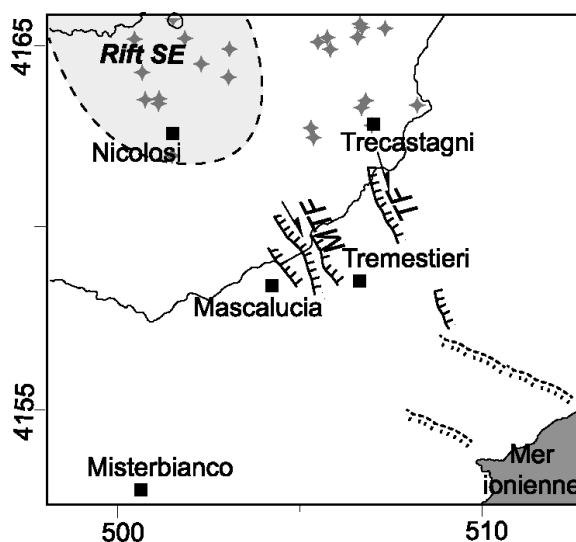 4165
Rift SE
Nicolosi
Trecastagni
TF
MTF
Tremestieri
Mascalucia
4155
Misterbianco
Mer
ionienne
500
510